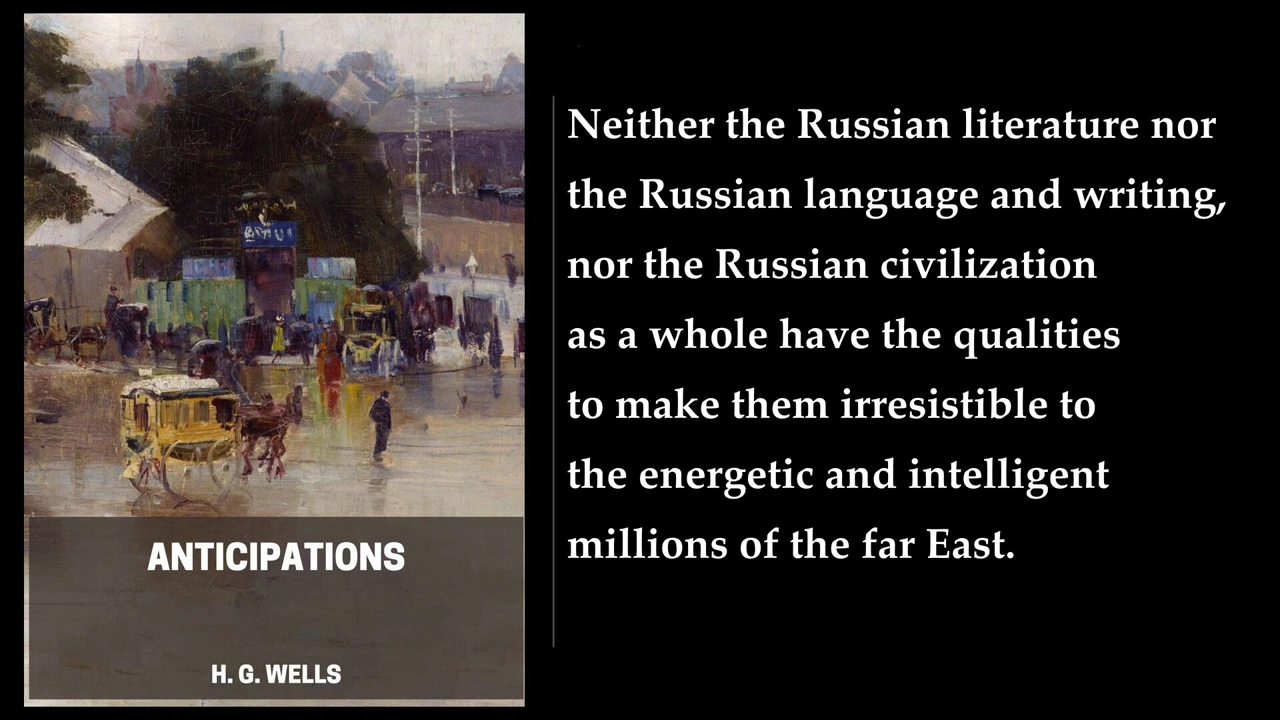 ANTICIPATIONS
H. G. WELLS
Neither the Russian literature nor
the Russian language and writing,
nor the Russian civilization
as a whole have the qualities
to make them irresistible to
the energetic and intelligent
millions of the far East.